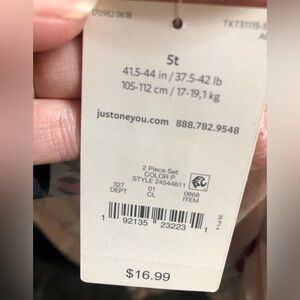 170982 0618
5t
41.5-44 in / 37.5-42 lb
105-112 cm / 17-19,1 kg
justoneyou.com 888.782.9548
2 Piece Set
COLOR P
STYLE 24544611
327 01 0868
DEPT CL ITEM
1 92135 23223 1
$16.99